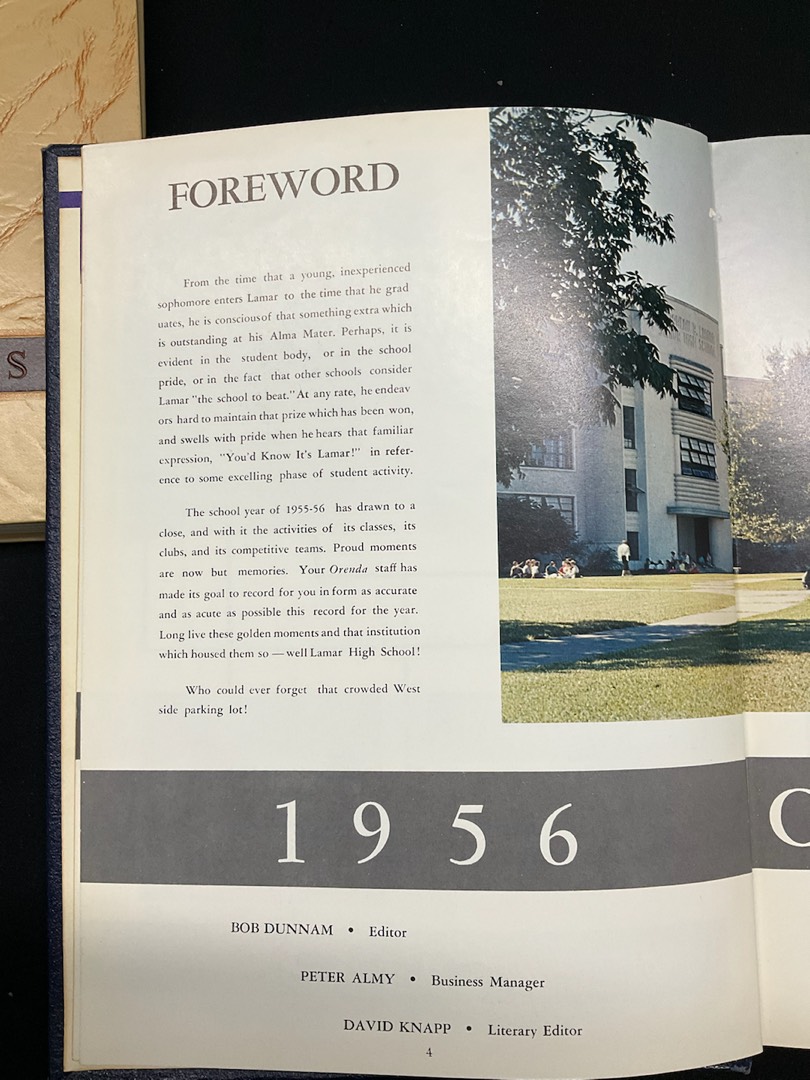 FOREWORD
From the time that a young, inexperienced
sophomore enters Lamar to the time that he grad
uates, he is consciousof that something extra which
is outstanding at his Alma Mater. Perhaps, it is
evident in the student body, or in the school
pride, or in the fact that other schools consider
Lamar "the school to beat." At any rate, he endeav
ors hard to maintain that prize which has been won,
and swells with pride when he hears that familiar
expression, "You'd Know It's Lamar!" in refer-
ence to some excelling phase of student activity.
The school year of 1955-56 has drawn to a
close, and with it the activities of its classes, its
clubs, and its competitive teams. Proud moments
are now but memories. Your Orenda staff has
made its goal to record for you in form as accurate
and as acute as possible this record for the year.
Long live these golden moments and that institution
which housed them so — well Lamar High School!
Who could ever forget that crowded West
side parking lot!
1956 O
BOB DUNNAM • Editor
PETER ALMY • Business Manager
DAVID KNAPP • Literary Editor
4
S